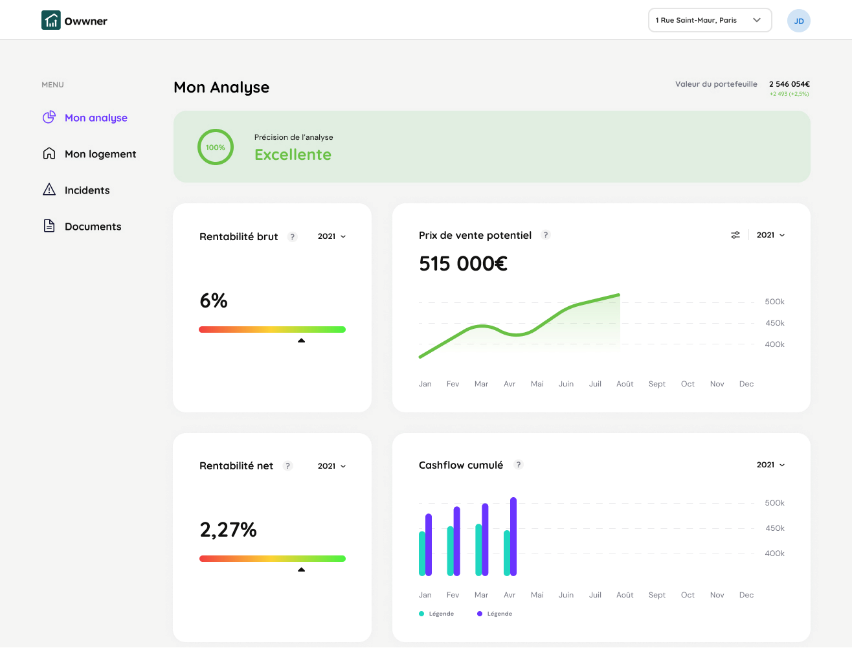 Owwner
1 Rue Saint-Maur, Paris
JD
MENU
Mon analyse
Mon logement
Incidents
Documents
Mon Analyse
Valeur du portefeuille
2 546 054€
+2 493 (+2,5%)
100%
Précision de l'analyse
Excellente
Rentabilité brut ? 2021
6%
Prix de vente potentiel ? 2021
515 000€
500k
450k
400k
Jan Fev Mar Avr Mai Juin Juil Août Sept Oct Nov Dec
Rentabilité net ? 2021
2,27%
Cashflow cumulé ? 2021
500k
450k
400k
Jan Fev Mar Avr Mai Juin Juil Août Sept Oct Nov Dec
Légende Légende